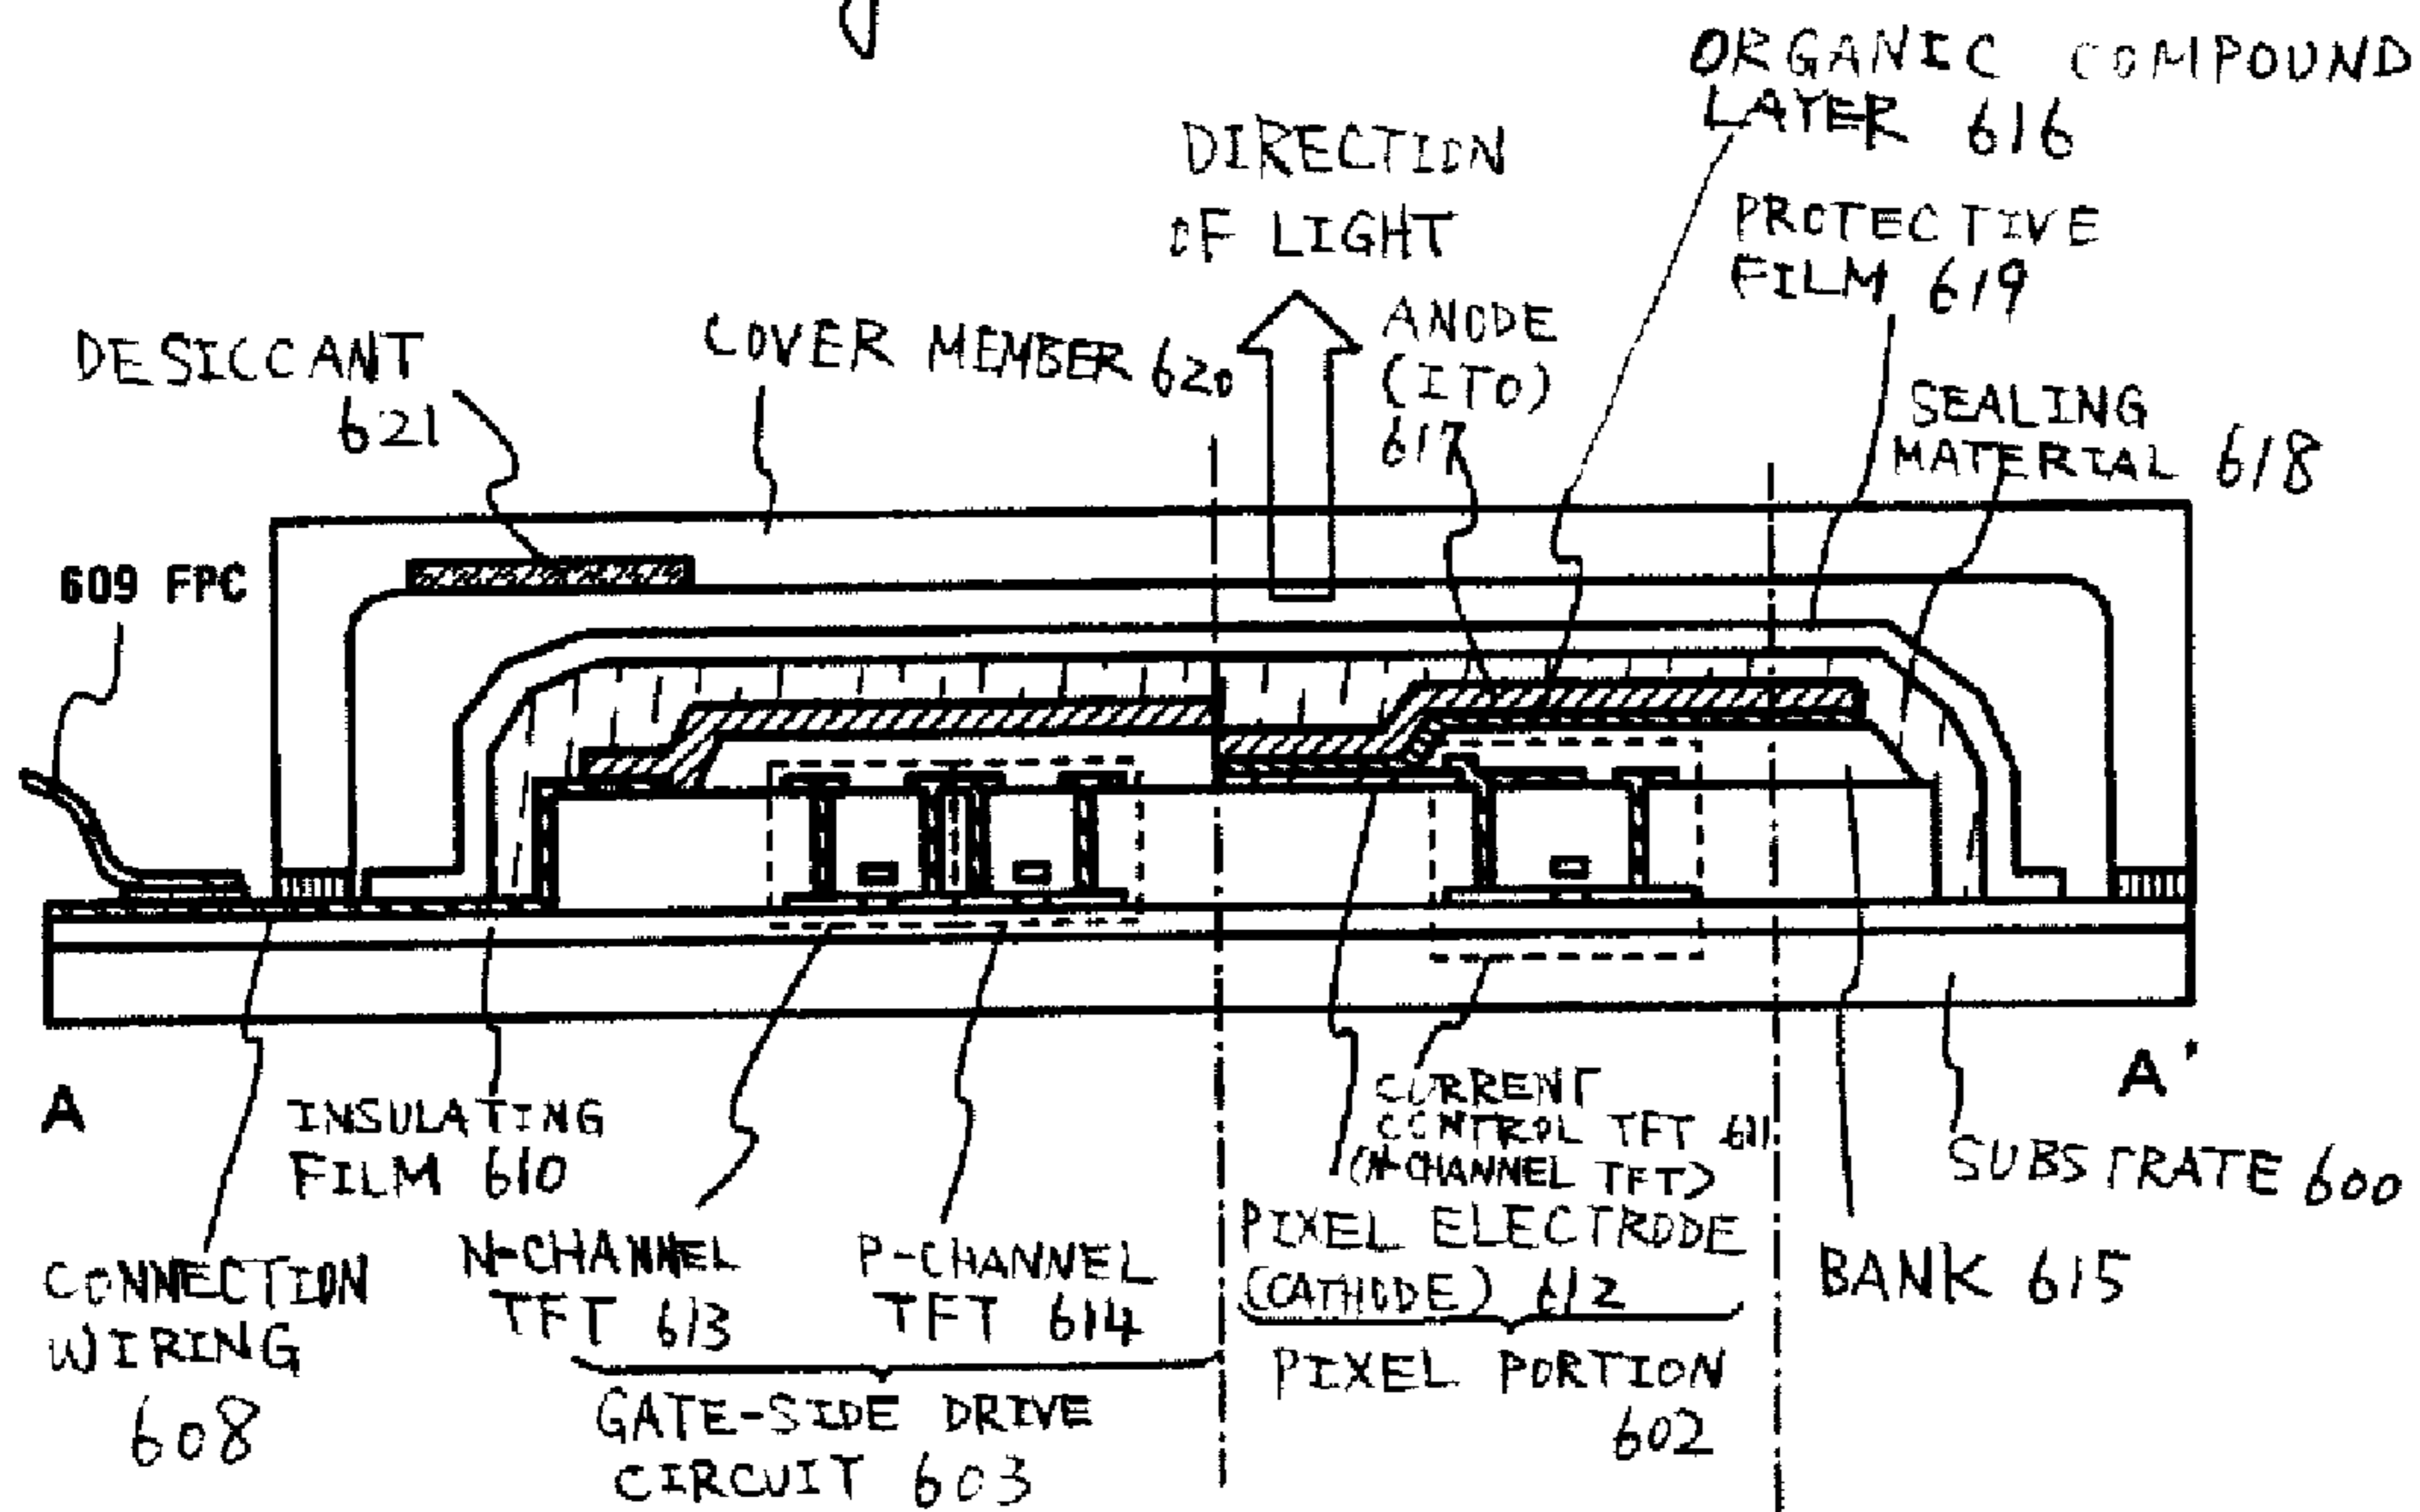 ORGANIC COMPOUND
LAYER 616
DIRECTION
OF LIGHT
PROTECTIVE
FILM 619
ANODE
(ITO)
617
DESICCANT
621
COVER MEMBER 620
SEALING
MATERIAL 618
609 FPC
A
A'
INSULATING
FILM 610
CURRENT
CONTROL TFT 611
(N-CHANNEL TFT)
SUBSTRATE 600
CONNECTION
WIRING
608
N-CHANNEL
TFT 613
P-CHANNEL
TFT 614
PIXEL ELECTRODE
(CATHODE) 612
BANK 615
GATE-SIDE DRIVE
CIRCUIT 603
PIXEL PORTION
602